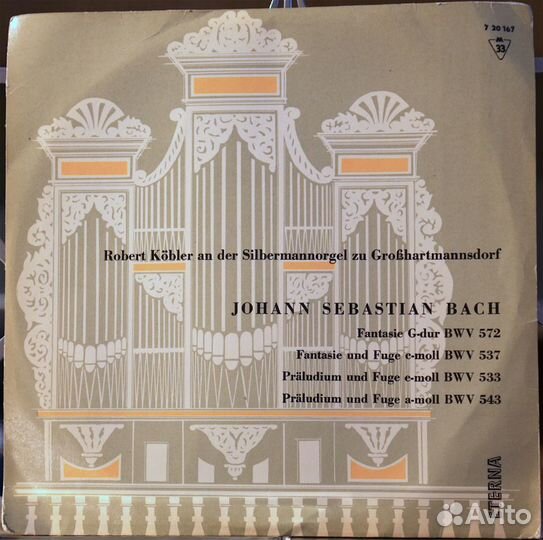 7 20 167
M
33
Robert Köbler an der Silbermannorgel zu Großhartmannsdorf
JOHANN SEBASTIAN BACH
Fantasie G-dur BWV 572
Fantasie und Fuge c-moll BWV 537
Präludium und Fuge e-moll BWV 533
Präludium und Fuge a-moll BWV 543
ETERNA
Avito